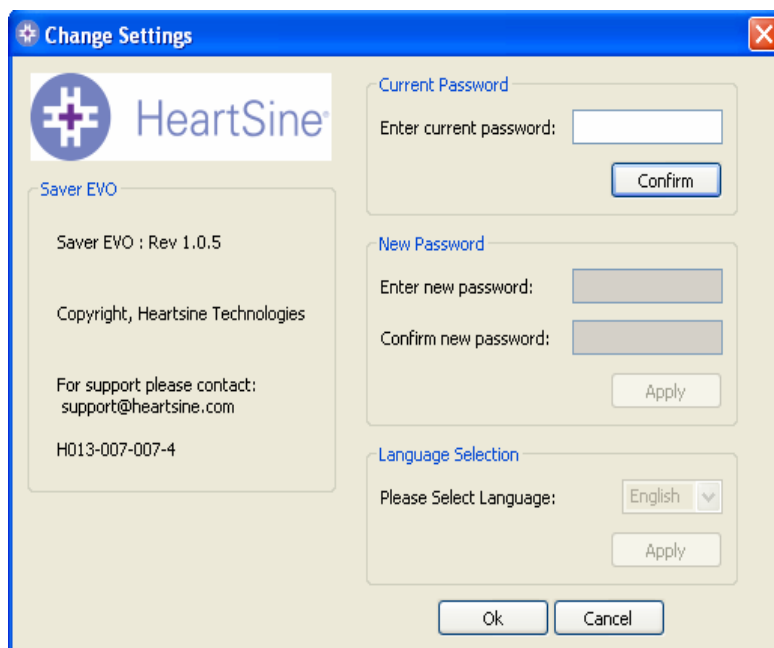 Change Settings
HeartSine®
Saver EVO
Saver EVO : Rev 1.0.5
Copyright, Heartsine Technologies
For support please contact:
support@heartsine.com
H013-007-007-4
Current Password
Enter current password:
Confirm
New Password
Enter new password:
Confirm new password:
Apply
Language Selection
Please Select Language:
English
Apply
Ok
Cancel